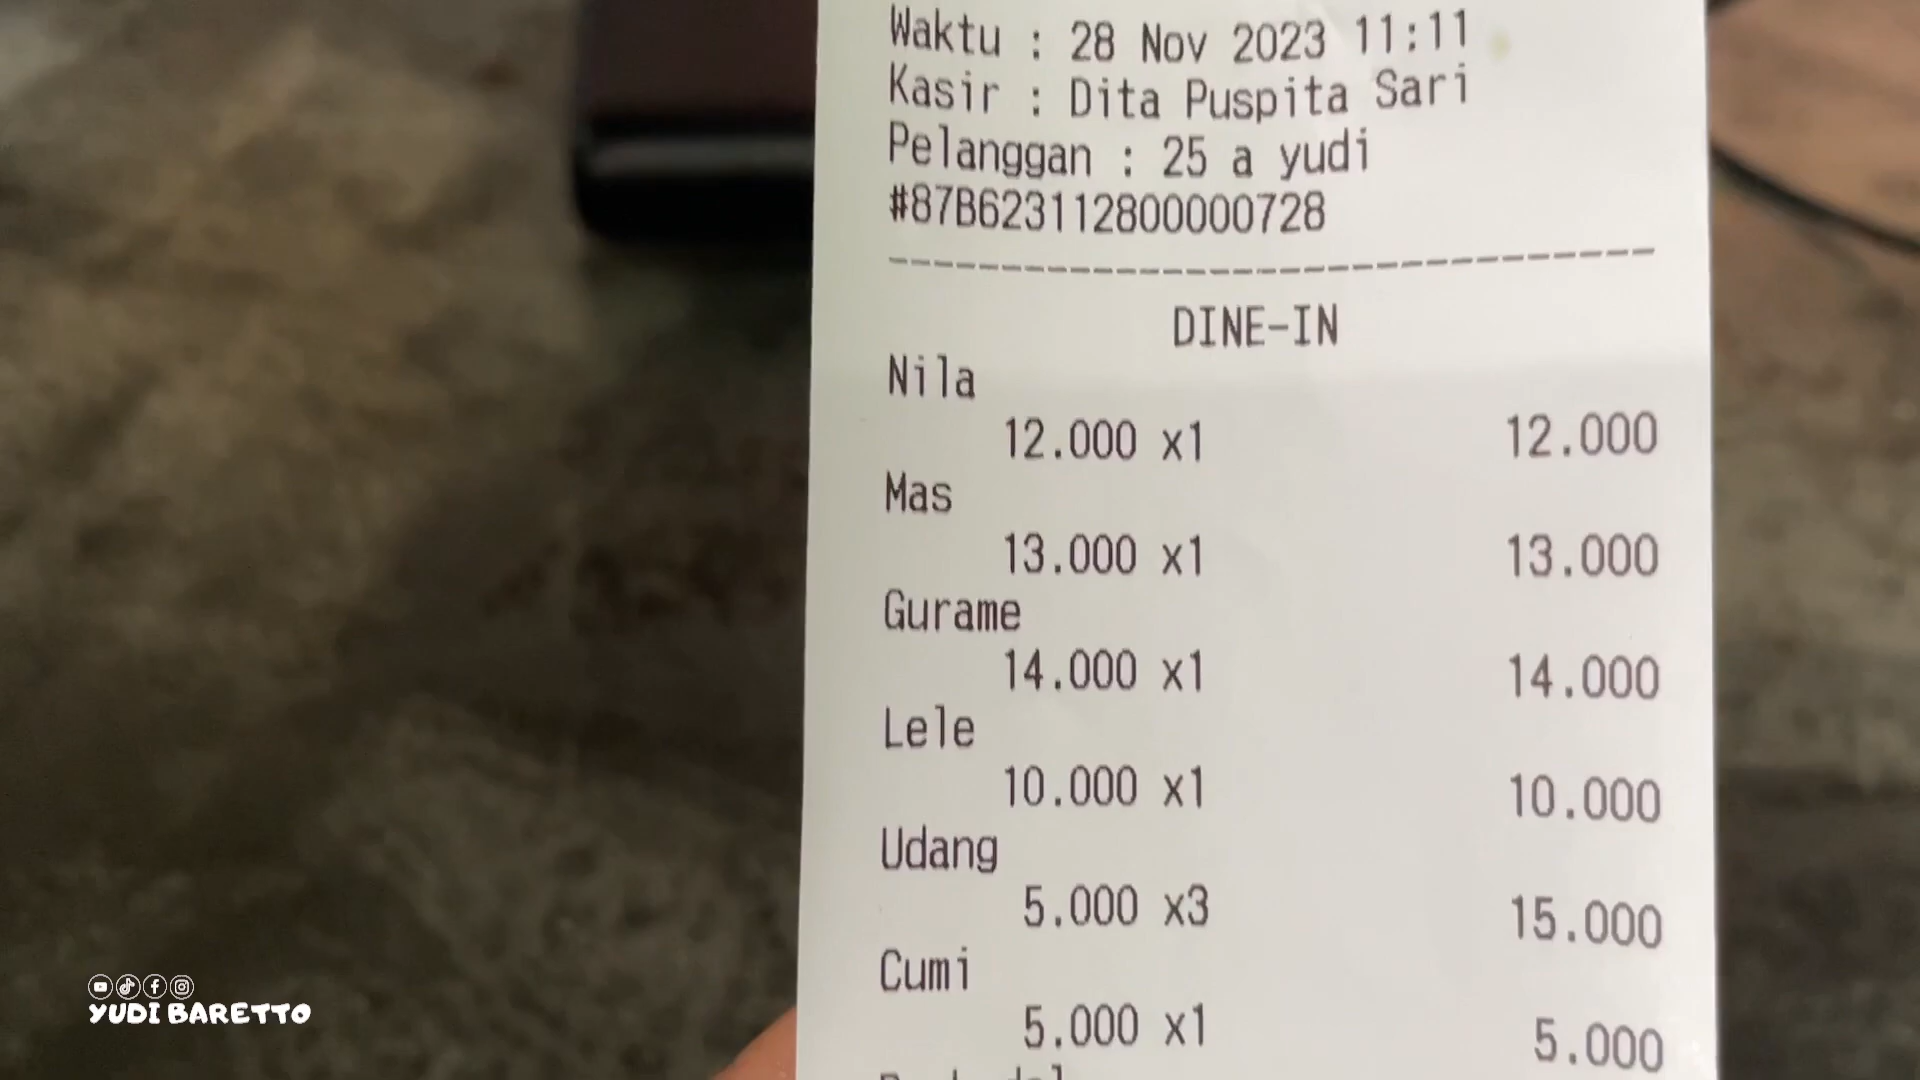 Waktu : 28 Nov 2023 11:11
Kasir : Dita Puspita Sari
Pelanggan : 25 a yudi
#87B623112800000728
DINE-IN
Nila
12.000 x1 12.000
Mas
13.000 x1 13.000
Gurame
14.000 x1 14.000
Lele
10.000 x1 10.000
Udang
5.000 x3 15.000
Cumi
5.000 x1 5.000
YUDI BARETTO